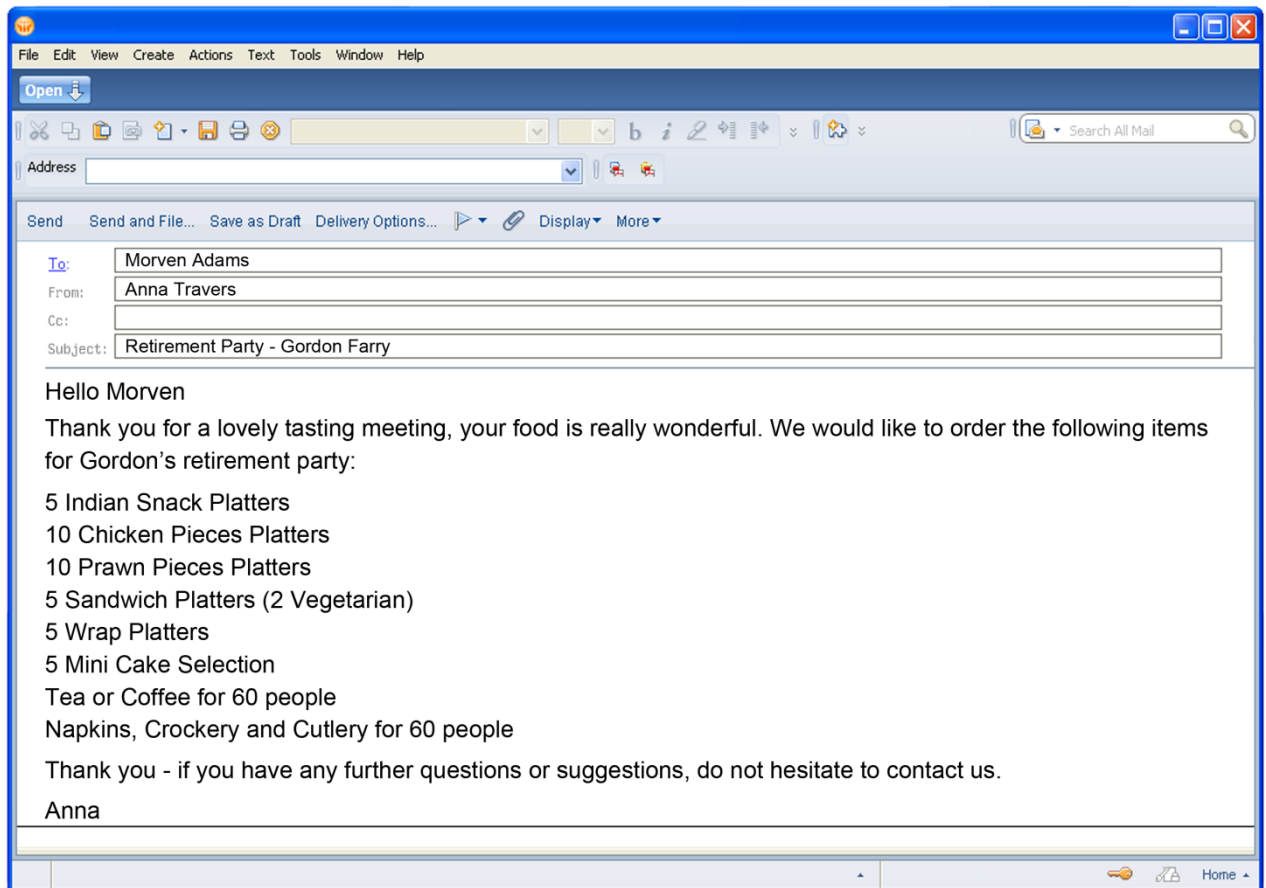 File Edit View Create Actions Text Tools Window Help
Open
b i Search All Mail
Address
Send Send and File... Save as Draft Delivery Options... Display More
To: Morven Adams
From: Anna Travers
Cc:
Subject: Retirement Party - Gordon Farry
Hello Morven
Thank you for a lovely tasting meeting, your food is really wonderful. We would like to order the following items
for Gordon’s retirement party:
5 Indian Snack Platters
10 Chicken Pieces Platters
10 Prawn Pieces Platters
5 Sandwich Platters (2 Vegetarian)
5 Wrap Platters
5 Mini Cake Selection
Tea or Coffee for 60 people
Napkins, Crockery and Cutlery for 60 people
Thank you - if you have any further questions or suggestions, do not hesitate to contact us.
Anna
Home